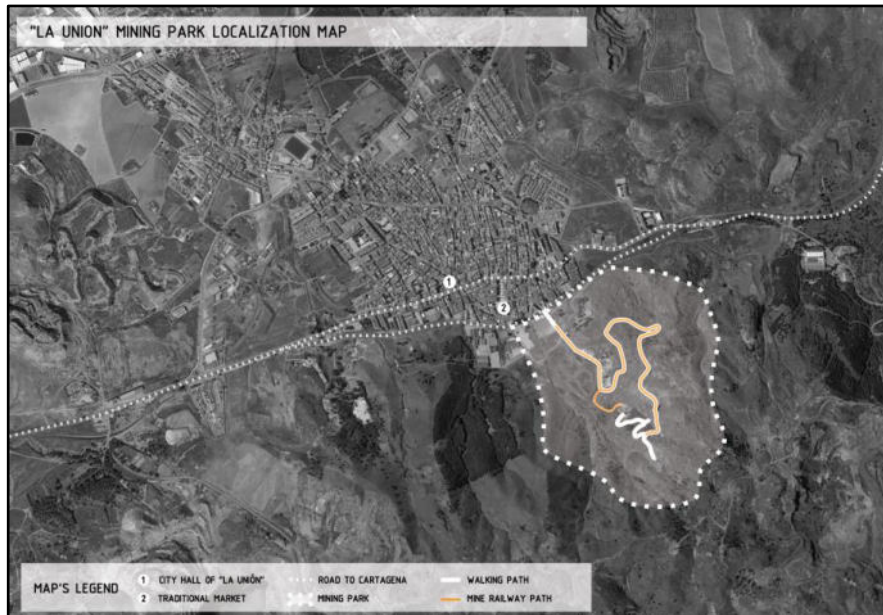 "LA UNION" MINING PARK LOCALIZATION MAP
1
2
MAP'S LEGEND
1 CITY HALL OF "LA UNIÓN"
2 TRADITIONAL MARKET
ROAD TO CARTAGENA
MINING PARK
WALKING PATH
MINE RAILWAY PATH